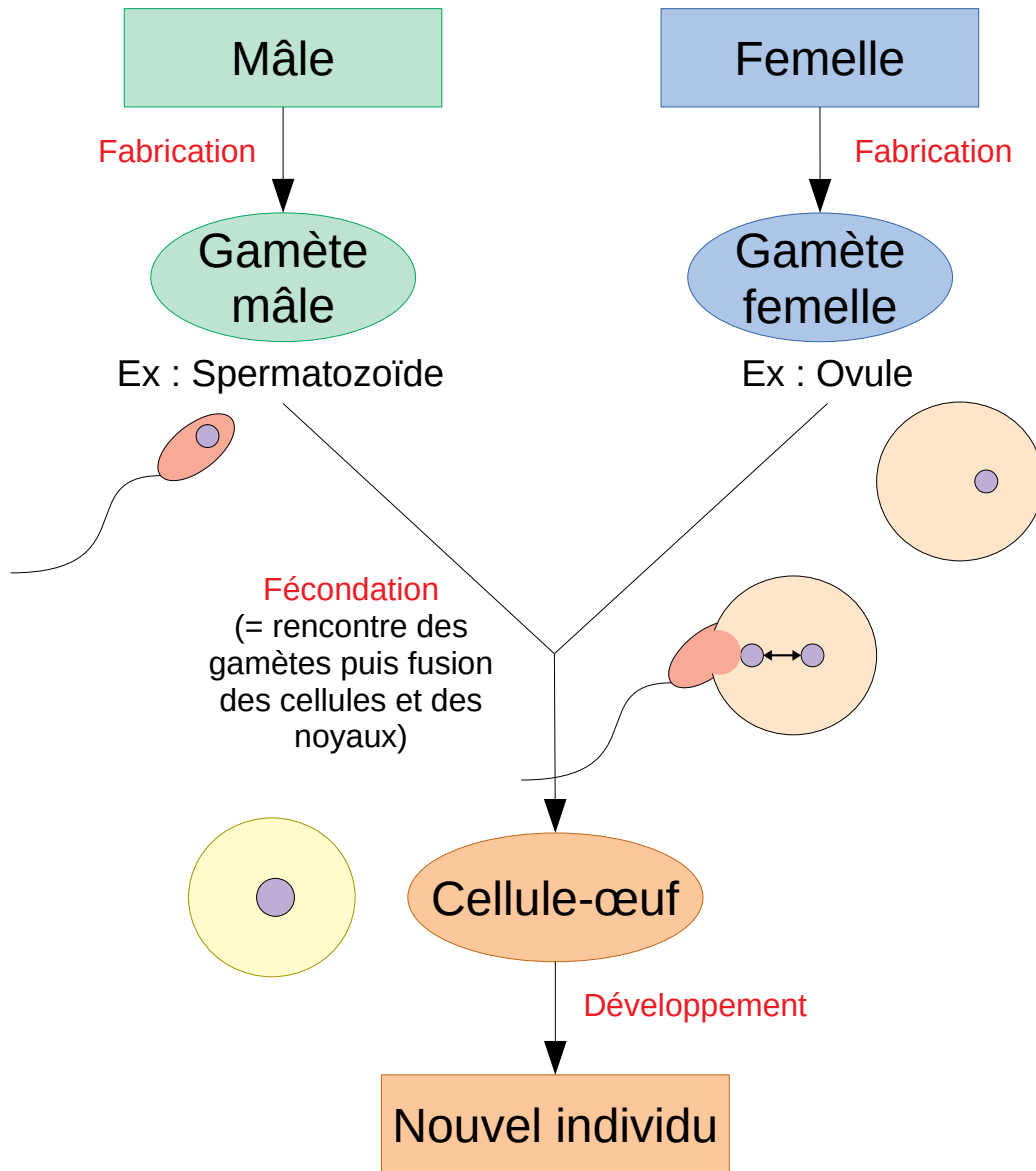 Mâle
Femelle
Fabrication
Fabrication
Gamète
mâle
Gamète
femelle
Ex : Spermatozoïde
Ex : Ovule
Fécondation
(= rencontre des
gamètes puis fusion
des cellules et des
noyaux)
Cellule-œuf
Développement
Nouvel individu